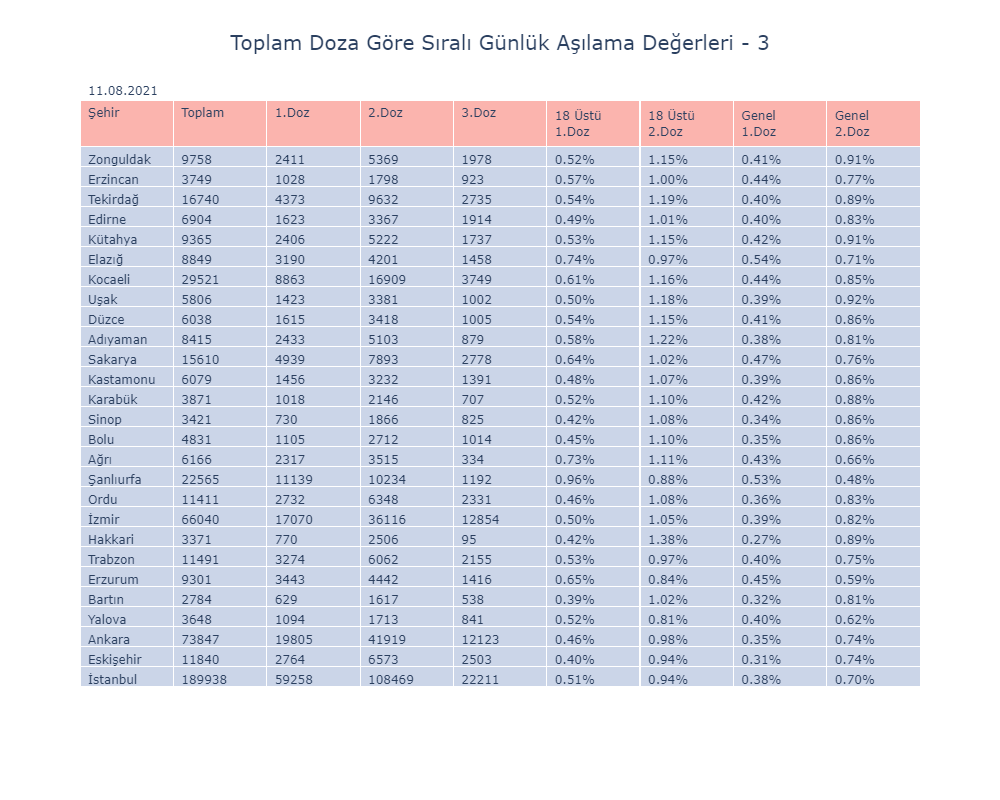 Toplam Doza Göre Sıralı Günlük Aşılama Değerleri - 3
11.08.2021
Şehir Toplam 1.Doz 2.Doz 3.Doz 18 Üstü 1.Doz 18 Üstü 2.Doz Genel 1.Doz Genel 2.Doz
Zonguldak 9758 2411 5369 1978 0.52% 1.15% 0.41% 0.91%
Erzincan 3749 1028 1798 923 0.57% 1.00% 0.44% 0.77%
Tekirdağ 16740 4373 9632 2735 0.54% 1.19% 0.40% 0.89%
Edirne 6904 1623 3367 1914 0.49% 1.01% 0.40% 0.83%
Kütahya 9365 2406 5222 1737 0.53% 1.15% 0.42% 0.91%
Elazığ 8849 3190 4201 1458 0.74% 0.97% 0.54% 0.71%
Kocaeli 29521 8863 16909 3749 0.61% 1.16% 0.44% 0.85%
Uşak 5806 1423 3381 1002 0.50% 1.18% 0.39% 0.92%
Düzce 6038 1615 3418 1005 0.54% 1.15% 0.41% 0.86%
Adıyaman 8415 2433 5103 879 0.58% 1.22% 0.38% 0.81%
Sakarya 15610 4939 7893 2778 0.64% 1.02% 0.47% 0.76%
Kastamonu 6079 1456 3232 1391 0.48% 1.07% 0.39% 0.86%
Karabük 3871 1018 2146 707 0.52% 1.10% 0.42% 0.88%
Sinop 3421 730 1866 825 0.42% 1.08% 0.34% 0.86%
Bolu 4831 1105 2712 1014 0.45% 1.10% 0.35% 0.86%
Ağrı 6166 2317 3515 334 0.73% 1.11% 0.43% 0.66%
Şanlıurfa 22565 11139 10234 1192 0.96% 0.88% 0.53% 0.48%
Ordu 11411 2732 6348 2331 0.46% 1.08% 0.36% 0.83%
İzmir 66040 17070 36116 12854 0.50% 1.05% 0.39% 0.82%
Hakkari 3371 770 2506 95 0.42% 1.38% 0.27% 0.89%
Trabzon 11491 3274 6062 2155 0.53% 0.97% 0.40% 0.75%
Erzurum 9301 3443 4442 1416 0.65% 0.84% 0.45% 0.59%
Bartın 2784 629 1617 538 0.39% 1.02% 0.32% 0.81%
Yalova 3648 1094 1713 841 0.52% 0.81% 0.40% 0.62%
Ankara 73847 19805 41919 12123 0.46% 0.98% 0.35% 0.74%
Eskişehir 11840 2764 6573 2503 0.40% 0.94% 0.31% 0.74%
İstanbul 189938 59258 108469 22211 0.51% 0.94% 0.38% 0.70%